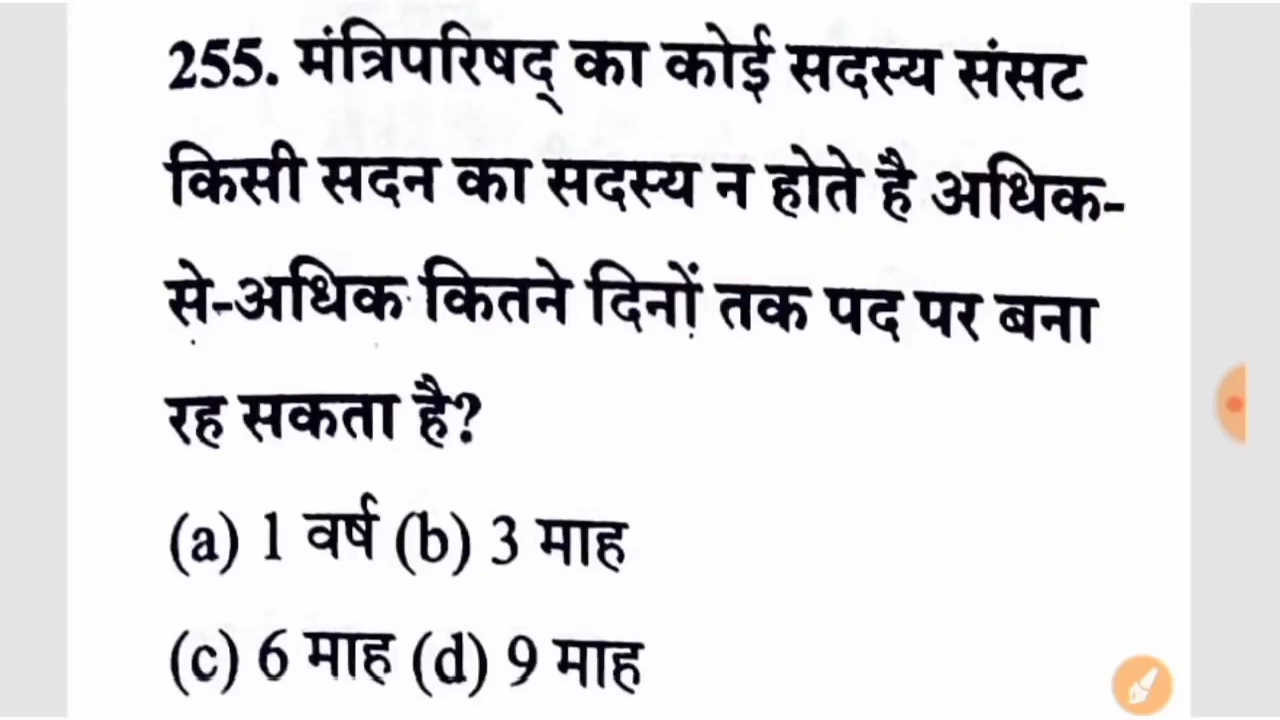 255. मंत्रिपरिषद् का कोई सदस्य संसट
किसी सदन का सदस्य न होते है अधिक-
से-अधिक कितने दिनों तक पद पर बना
रह सकता है?
(a) 1 वर्ष (b) 3 माह
(c) 6 माह (d) 9 माह